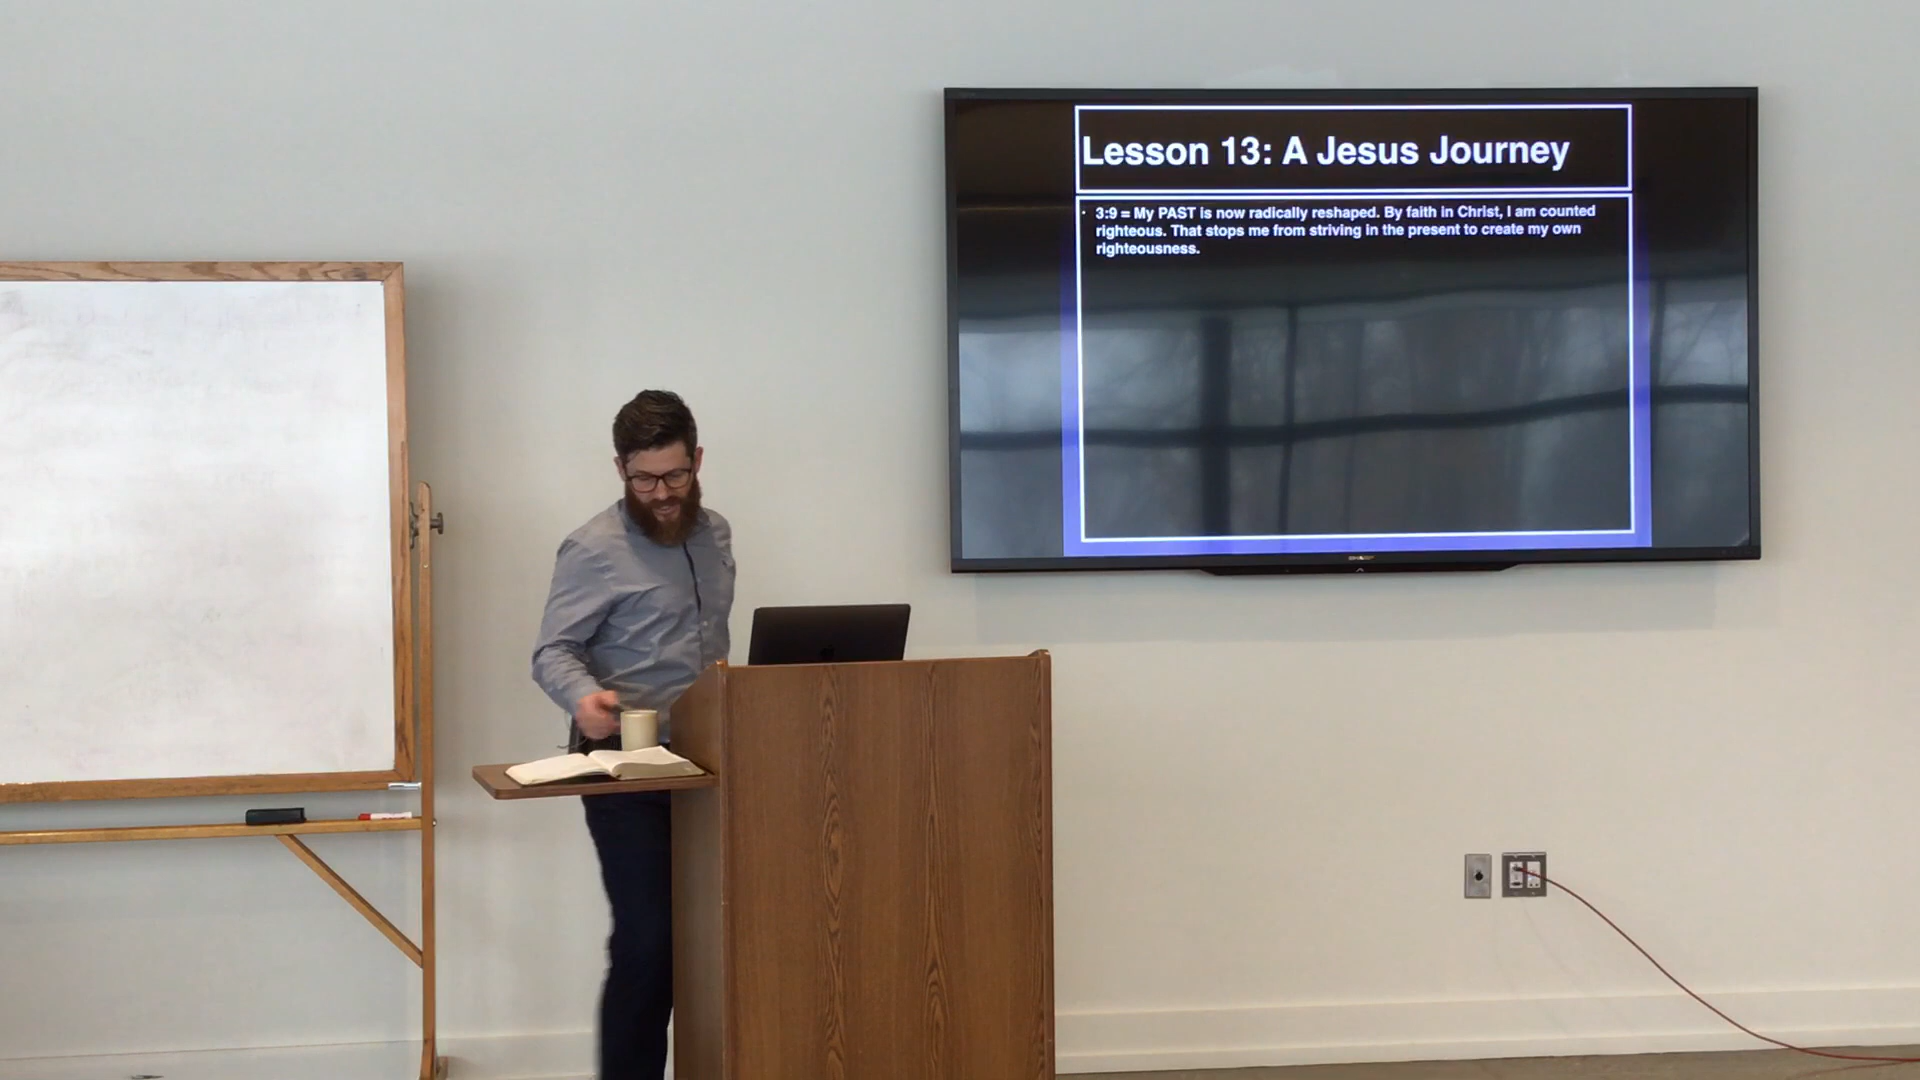 Lesson 13: A Jesus Journey
· 3:9 = My PAST is now radically reshaped. By faith in Christ, I am counted
righteous. That stops me from striving in the present to create my own
righteousness.